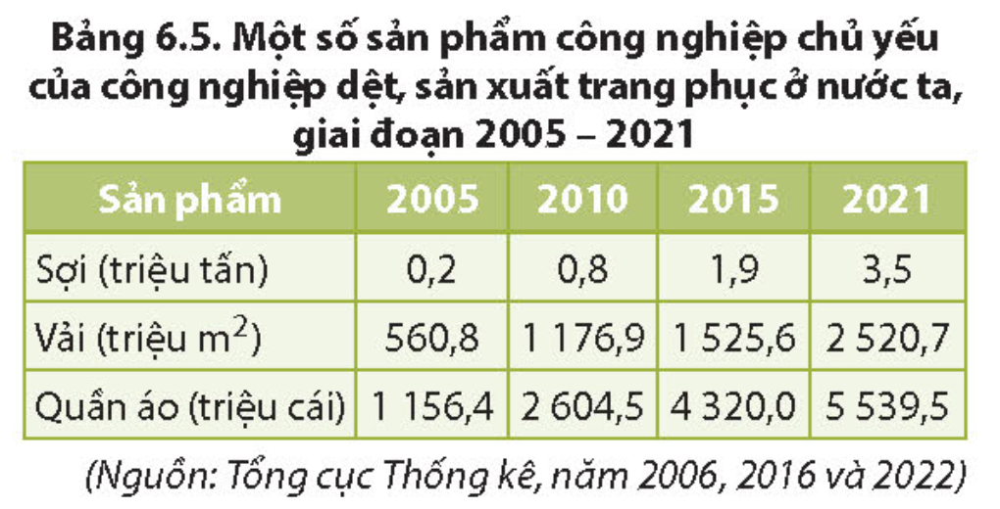 Bảng 6.5. Một số sản phẩm công nghiệp chủ yếu
của công nghiệp dệt, sản xuất trang phục ở nước ta,
giai đoạn 2005 – 2021
Sản phẩm 2005 2010 2015 2021
Sợi (triệu tấn) 0,2 0,8 1,9 3,5
Vải (triệu m²) 560,8 1 176,9 1 525,6 2 520,7
Quần áo (triệu cái) 1 156,4 2 604,5 4 320,0 5 539,5
(Nguồn: Tổng cục Thống kê, năm 2006, 2016 và 2022)